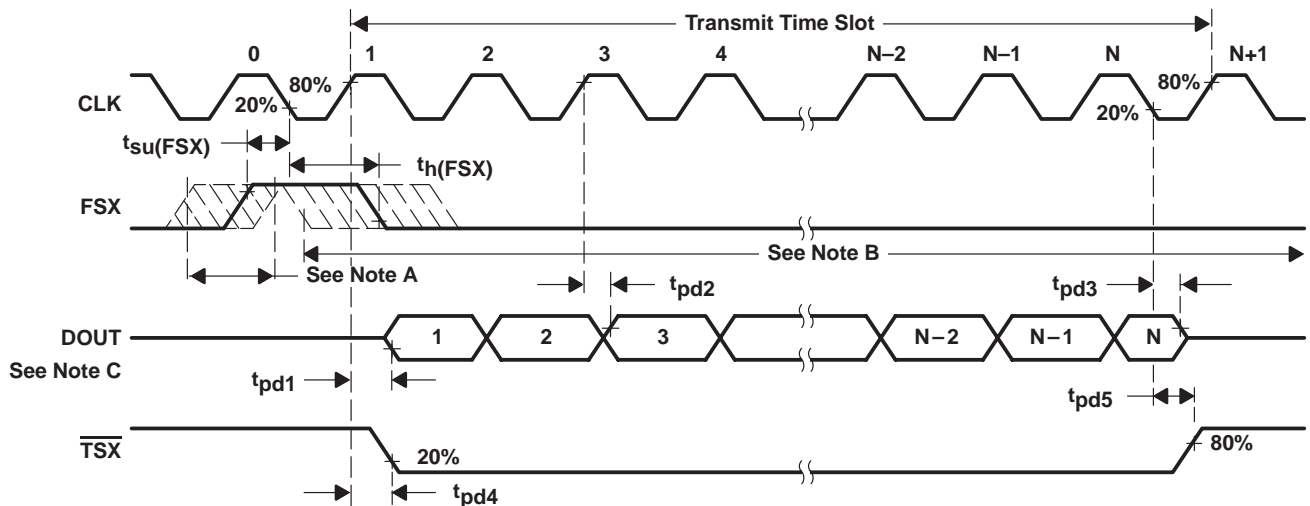 Transmit Time Slot
0 1 2 3 4 N–2 N–1 N N+1
CLK
80%
20%
80%
20%
tsu(FSX)
th(FSX)
FSX
See Note A
See Note B
tpd2
tpd3
DOUT
1 2 3 N–2 N–1 N
See Note C
tpd1
tpd5
TSX
20%
80%
tpd4